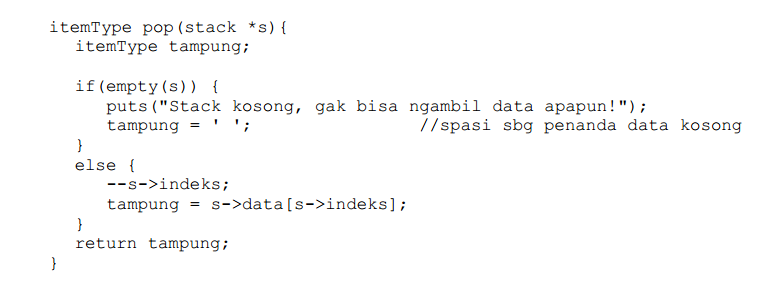 itemType pop(stack *s){
itemType tampung;
if(empty(s)) {
puts("Stack kosong, gak bisa ngambil data apapun!");
tampung = ' '; //spasi sbg penanda data kosong
}
else {
--s->indeks;
tampung = s->data[s->indeks];
}
return tampung;
}